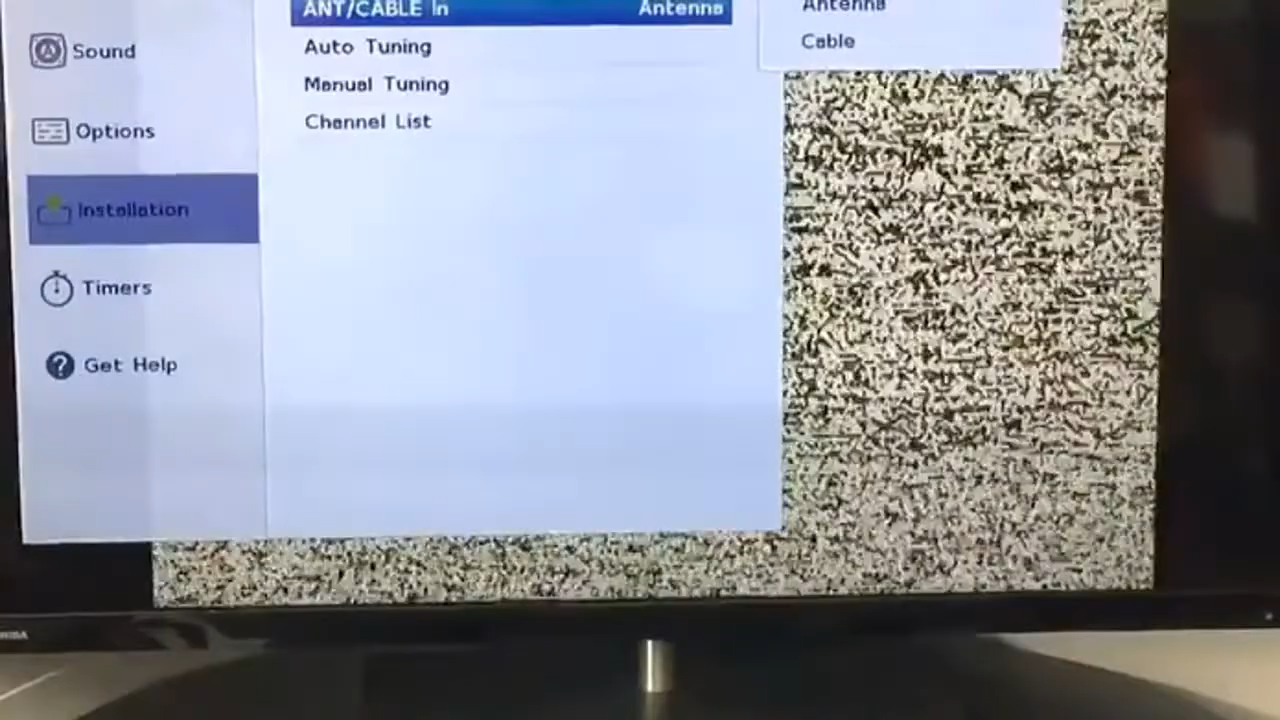 ANT/CABLE In Antenna
Antenna
Sound
Auto Tuning
Cable
Manual Tuning
Options
Channel List
Installation
Timers
Get Help